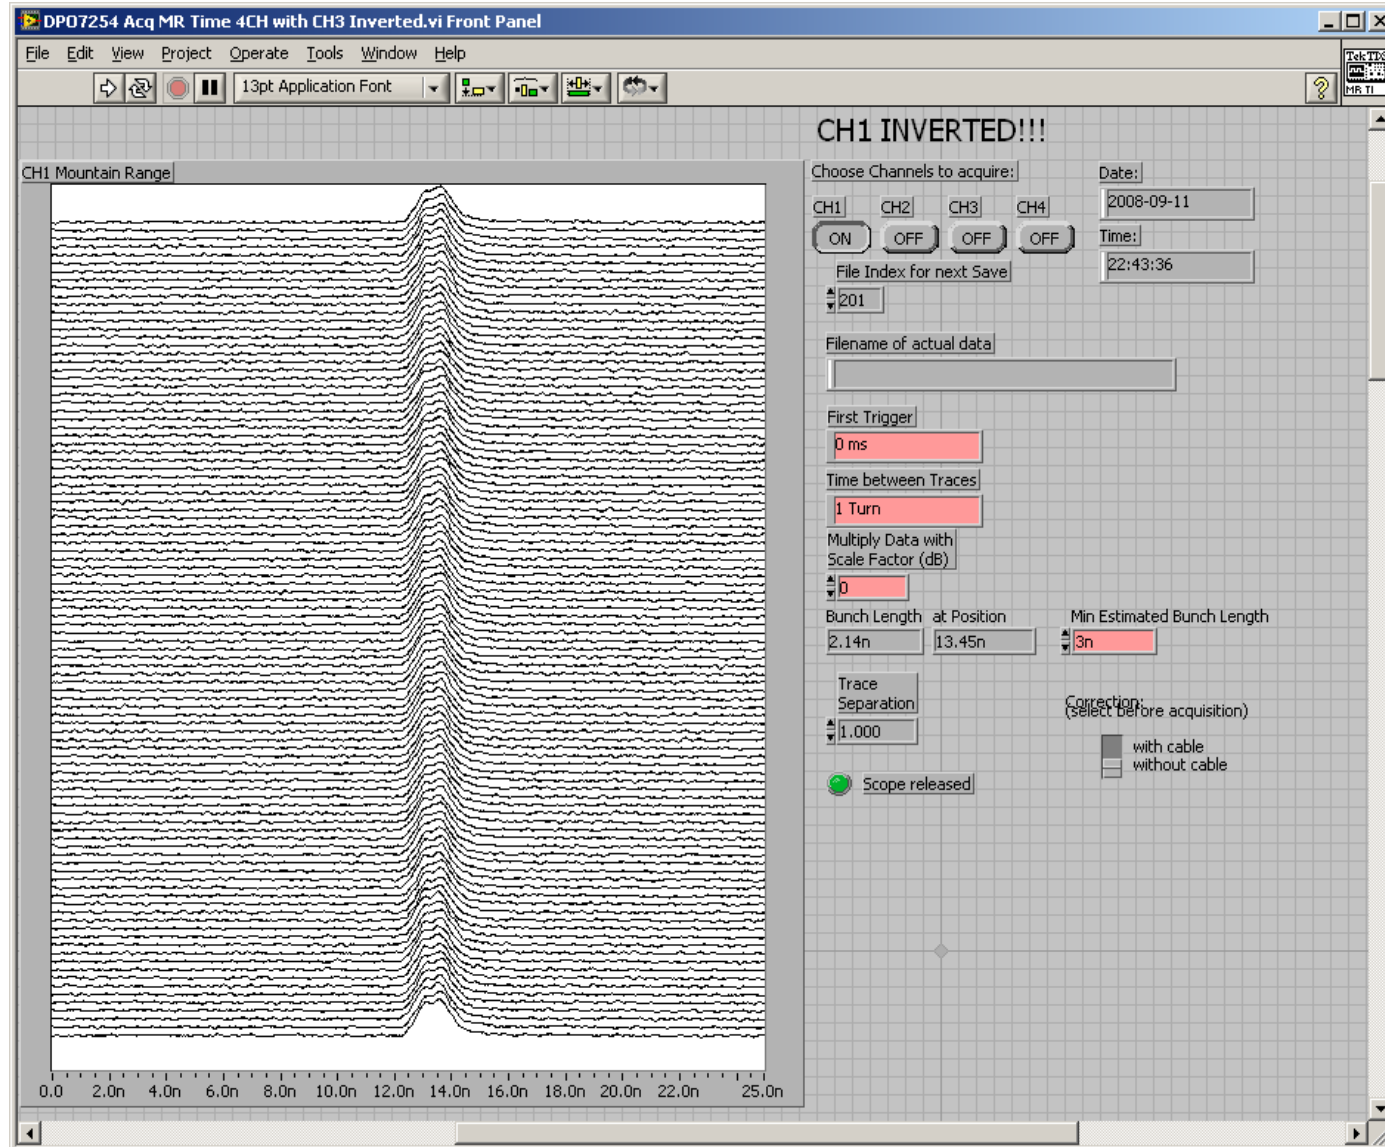 DPO7254 Acq MR Time 4CH with CH3 Inverted.vi Front Panel
File Edit View Project Operate Tools Window Help
13pt Application Font
Tek TDS
MR TI
CH1 INVERTED!!!
CH1 Mountain Range
Choose Channels to acquire:
Date:
2008-09-11
CH1 CH2 CH3 CH4
ON OFF OFF OFF
Time:
22:43:36
File Index for next Save
201
Filename of actual data
First Trigger
0 ms
Time between Traces
1 Turn
Multiply Data with
Scale Factor (dB)
0
Bunch Length at Position Min Estimated Bunch Length
2.14n 13.45n 3n
Trace
Separation
1.000
Correction:
(select before acquisition)
with cable
without cable
Scope released
0.0 2.0n 4.0n 6.0n 8.0n 10.0n 12.0n 14.0n 16.0n 18.0n 20.0n 22.0n 25.0n